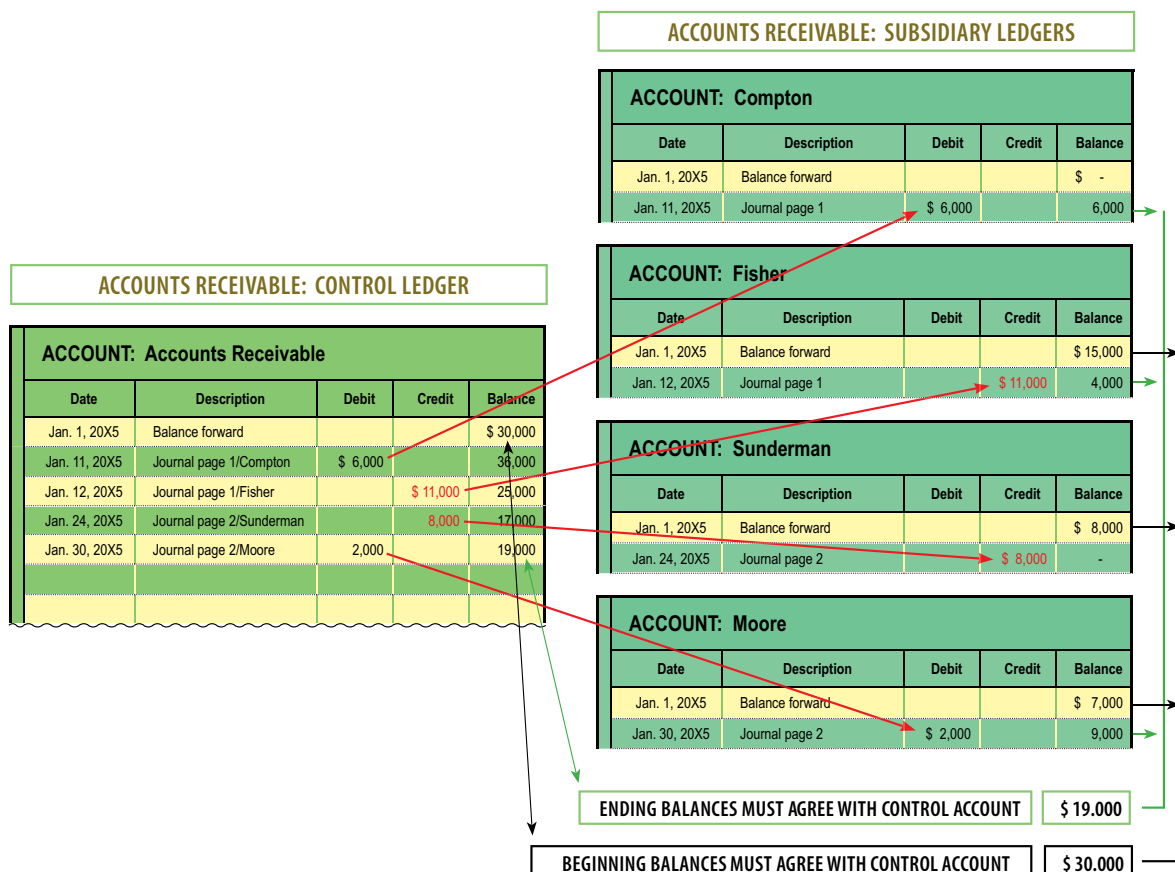 ACCOUNTS RECEIVABLE: SUBSIDIARY LEDGERS
ACCOUNT: Compton
Date Description Debit Credit Balance
Jan. 1, 20X5 Balance forward $ -
Jan. 11, 20X5 Journal page 1 $ 6,000 6,000
ACCOUNT: Fisher
Date Description Debit Credit Balance
Jan. 1, 20X5 Balance forward $ 15,000
Jan. 12, 20X5 Journal page 1 $ 11,000 4,000
ACCOUNT: Sunderman
Date Description Debit Credit Balance
Jan. 1, 20X5 Balance forward $ 8,000
Jan. 24, 20X5 Journal page 2 $ 8,000 -
ACCOUNT: Moore
Date Description Debit Credit Balance
Jan. 1, 20X5 Balance forward $ 7,000
Jan. 30, 20X5 Journal page 2 $ 2,000 9,000
ACCOUNTS RECEIVABLE: CONTROL LEDGER
ACCOUNT: Accounts Receivable
Date Description Debit Credit Balance
Jan. 1, 20X5 Balance forward $ 30,000
Jan. 11, 20X5 Journal page 1/Compton $ 6,000 36,000
Jan. 12, 20X5 Journal page 1/Fisher $ 11,000 25,000
Jan. 24, 20X5 Journal page 2/Sunderman 8,000 17,000
Jan. 30, 20X5 Journal page 2/Moore 2,000 19,000
ENDING BALANCES MUST AGREE WITH CONTROL ACCOUNT $ 19.000
BEGINNING BALANCES MUST AGREE WITH CONTROL ACCOUNT $ 30.000